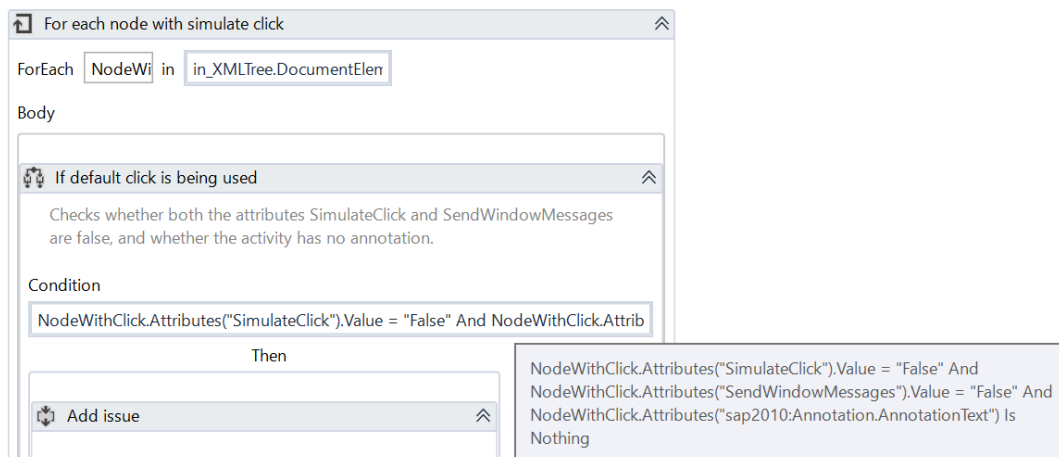 For each node with simulate click
ForEach NodeWi in in_XMLTree.DocumentElem
Body
If default click is being used
Checks whether both the attributes SimulateClick and SendWindowMessages
are false, and whether the activity has no annotation.
Condition
NodeWithClick.Attributes("SimulateClick").Value = "False" And NodeWithClick.Attrib
Then
NodeWithClick.Attributes("SimulateClick").Value = "False" And
NodeWithClick.Attributes("SendWindowMessages").Value = "False" And
NodeWithClick.Attributes("sap2010:Annotation.AnnotationText") Is
Nothing
Add issue